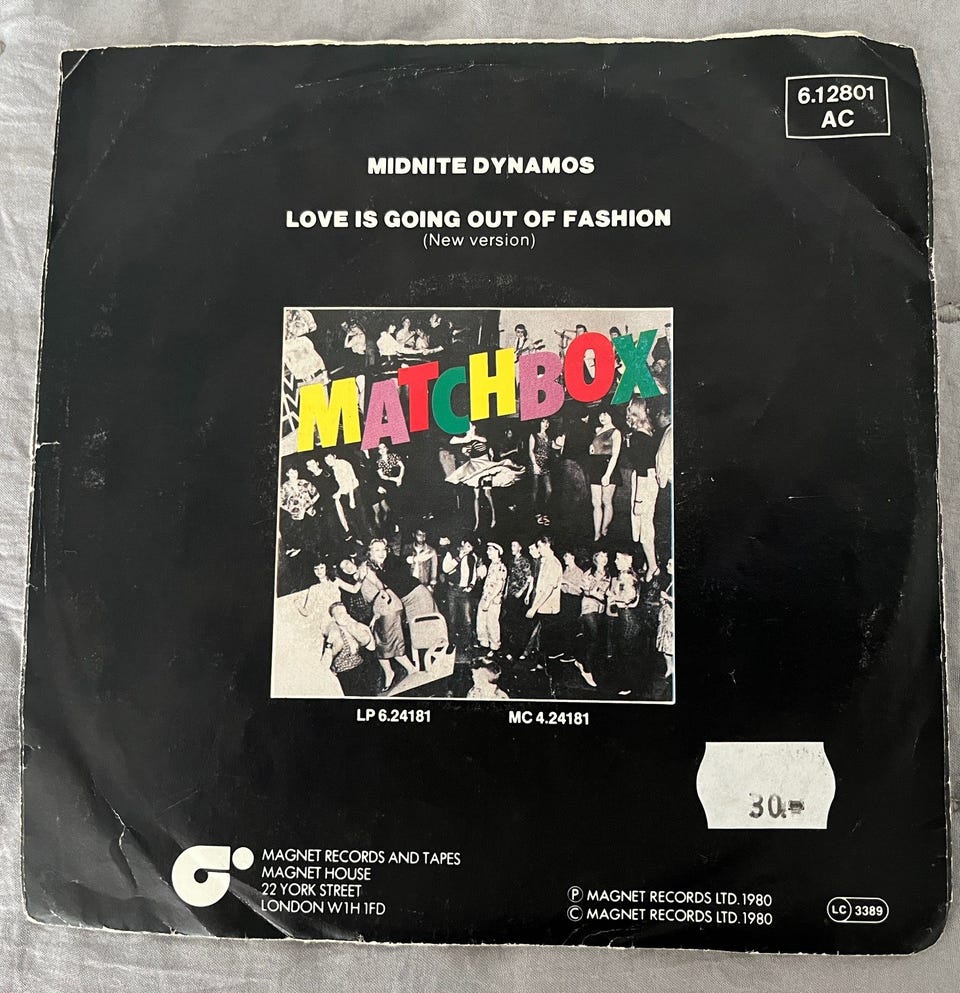 6.12801
AC
MIDNITE DYNAMOS
LOVE IS GOING OUT OF FASHION
(New version)
MATCHBOX
LP 6.24181 MC 4.24181
30.=
MAGNET RECORDS AND TAPES
MAGNET HOUSE
22 YORK STREET
LONDON W1H 1FD
Ⓟ MAGNET RECORDS LTD. 1980
© MAGNET RECORDS LTD. 1980
LC 3389